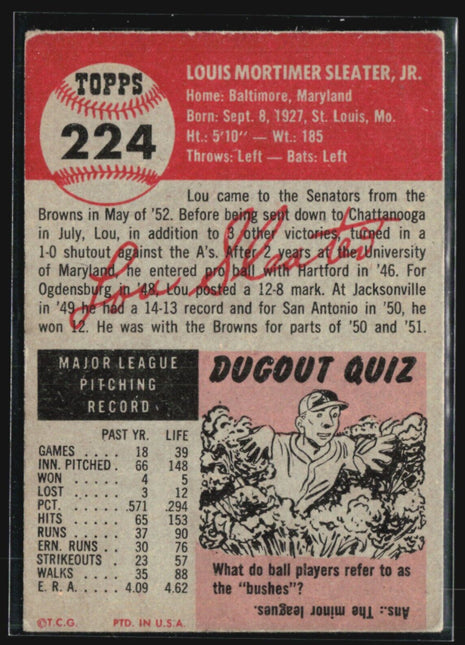 TOPPS
224
LOUIS MORTIMER SLEATER, JR.
Home: Baltimore, Maryland
Born: Sept. 8, 1927, St. Louis, Mo.
Ht.: 5'10" — Wt.: 185
Throws: Left — Bats: Left
Lou came to the Senators from the
Browns in May of '52. Before being sent down to Chattanooga
in July, Lou, in addition to 3 other victories, turned in a
1-0 shutout against the A's. After 2 years at the University
of Maryland, he entered pro ball with Hartford in '46. For
Ogdensburg in '48, Lou posted a 12-8 mark. At Jacksonville
in '49 he had a 14-13 record and for San Antonio in '50, he
won 12. He was with the Browns for parts of '50 and '51.
Lou Sleater
MAJOR LEAGUE
PITCHING
RECORD
PAST YR. LIFE
GAMES . . . . 18 39
INN. PITCHED . 66 148
WON . . . . . 4 5
LOST . . . . . 3 12
PCT. . . . . . .571 .294
HITS . . . . . 65 153
RUNS . . . . 37 90
ERN. RUNS . . 30 76
STRIKEOUTS . . 23 57
WALKS . . . . 35 88
E. R. A. . . . . 4.09 4.62
©T.C.G. PTD. IN U.S.A.
DUGOUT QUIZ
What do ball players refer to as
the "bushes"?
Ans.: The minor leagues.